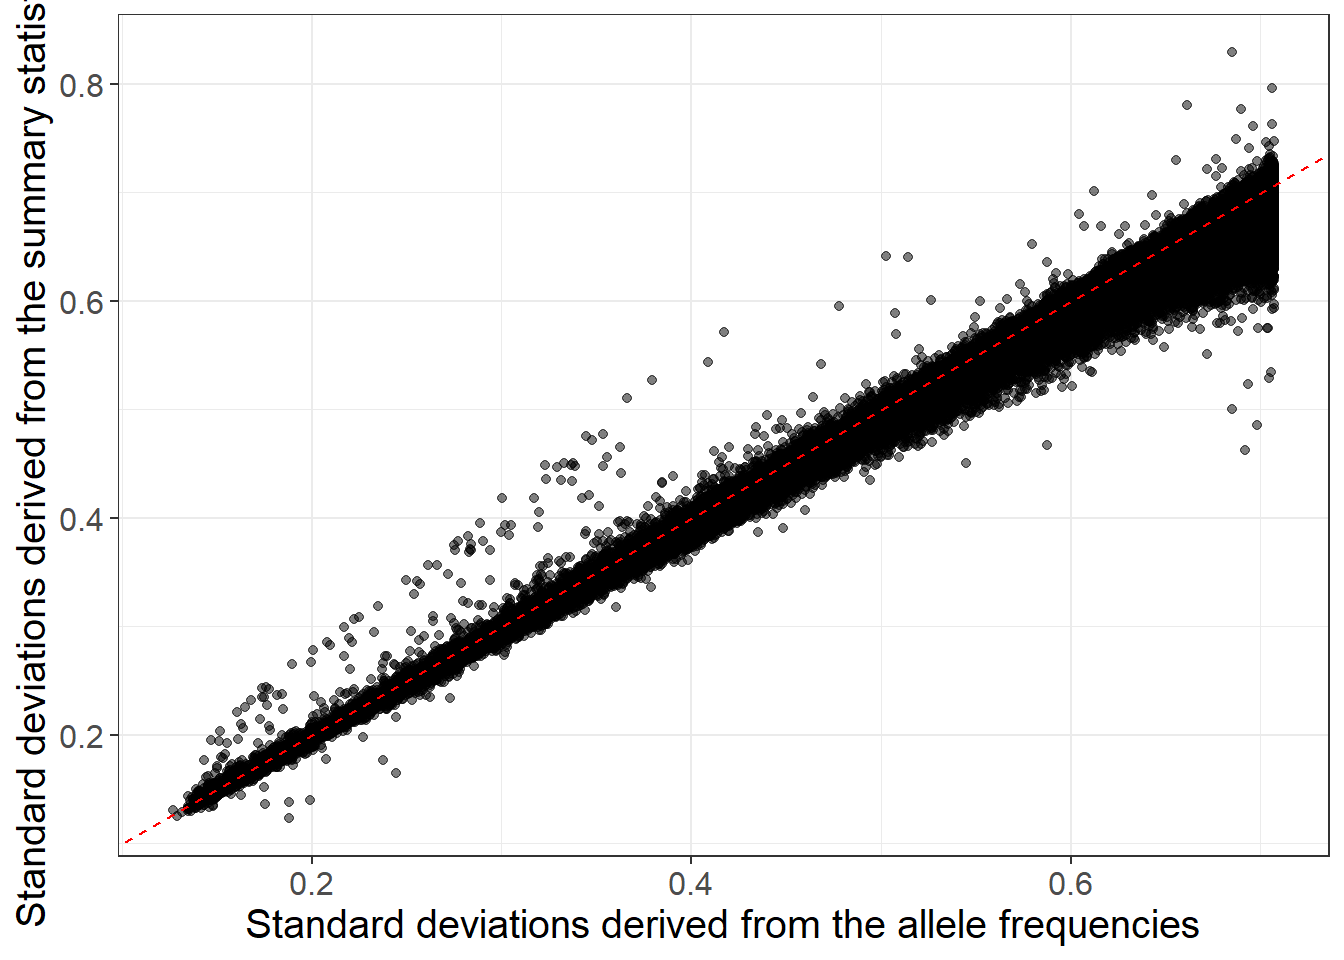 Standard deviations derived from the summary statis
0.8
0.6
0.4
0.2
0.2 0.4 0.6
Standard deviations derived from the allele frequencies